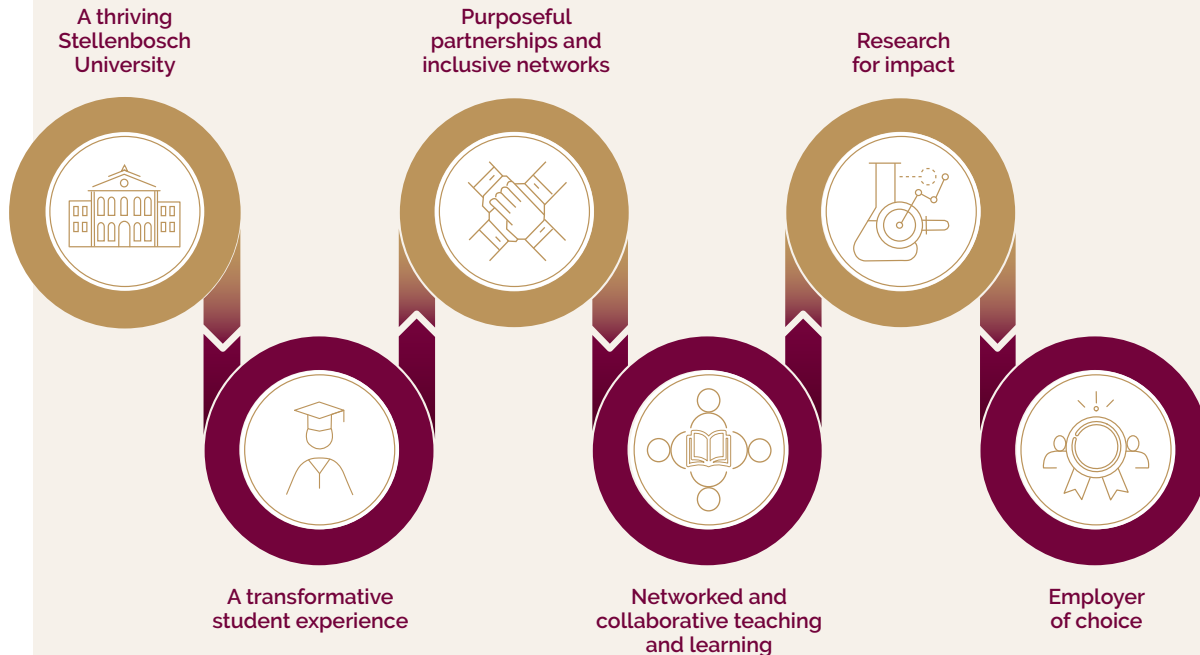 A thriving
Stellenbosch
University
Purposeful
partnerships and
inclusive networks
Research
for impact
A transformative
student experience
Networked and
collaborative teaching
and learning
Employer
of choice